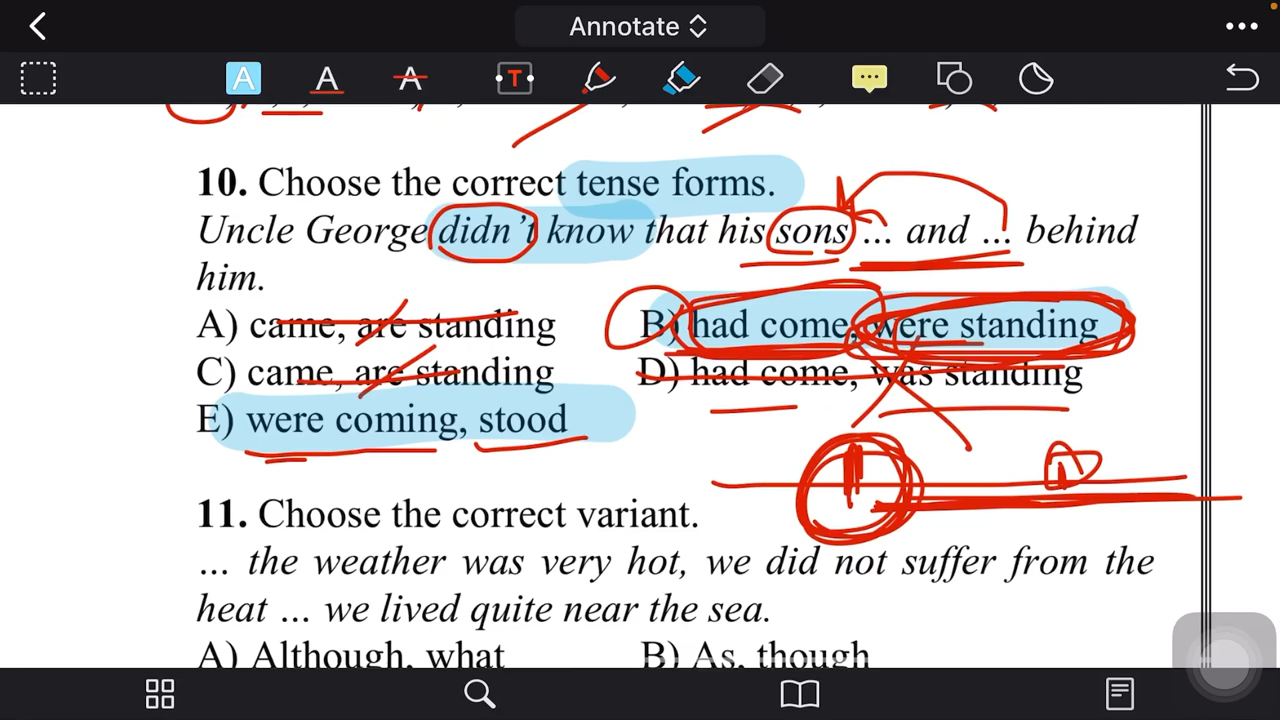 Annotate
A
A
A
T
10. Choose the correct tense forms.
Uncle George didn't know that his sons ... and ... behind
him.
A) came, are standing B) had come, were standing
C) came, are standing D) had come, was standing
E) were coming, stood
11. Choose the correct variant.
... the weather was very hot, we did not suffer from the
heat ... we lived quite near the sea.
A) Although, what B) As, though